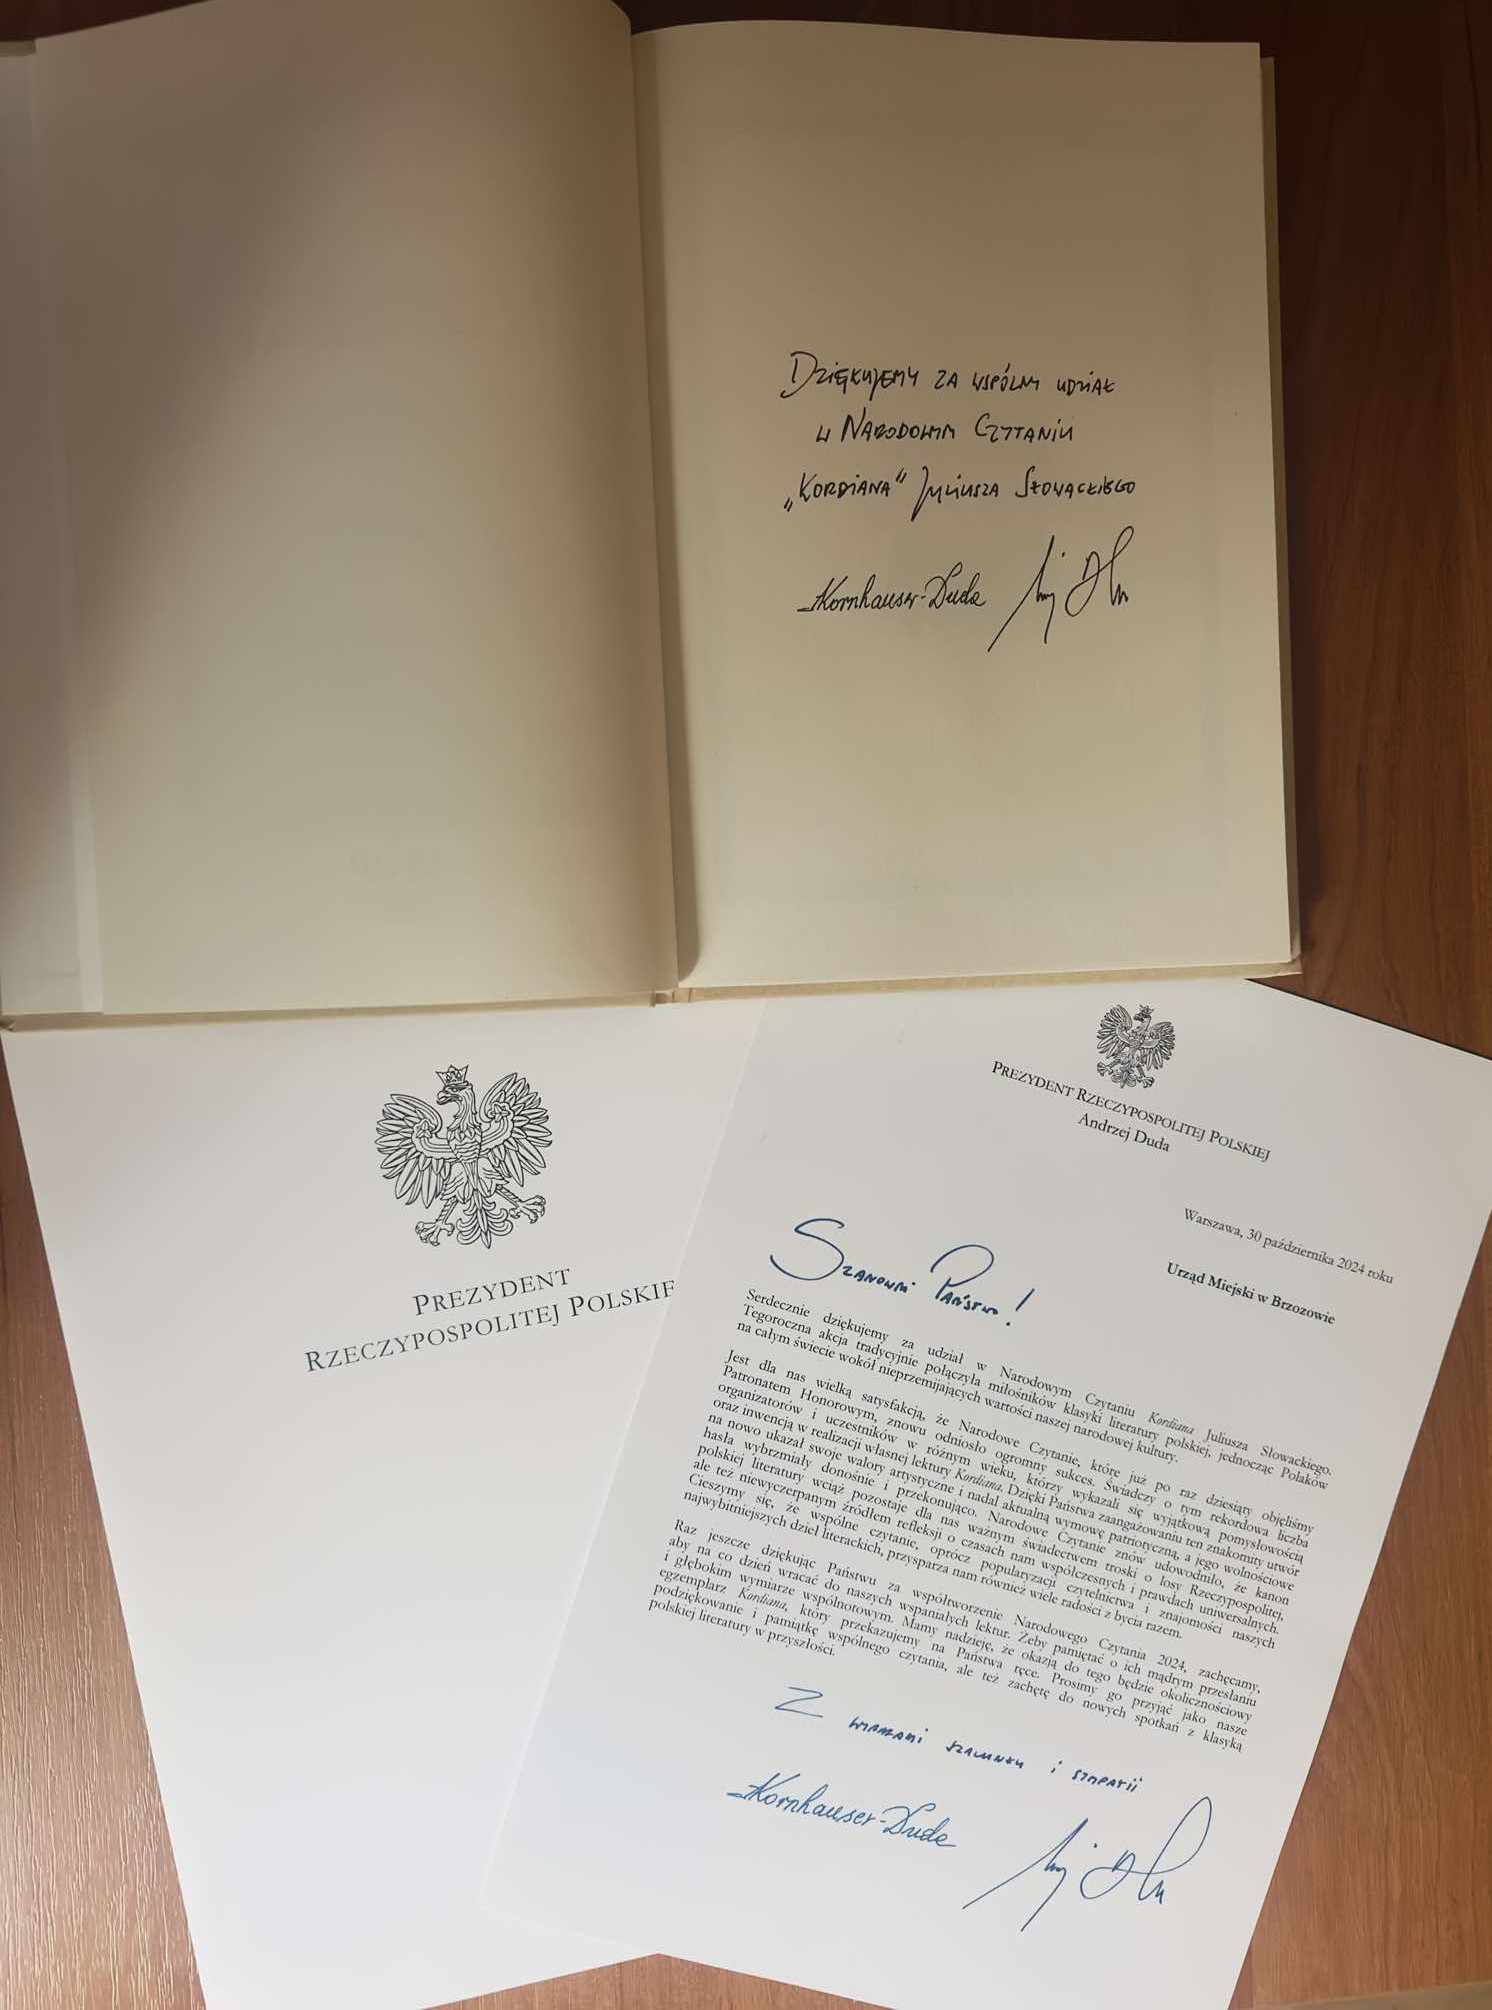 Dziękujemy za wspólny udział
w Narodowym Czytaniu
„Kordiana" Juliusza Słowackiego
Kornhauser-Duda
PREZYDENT
RZECZYPOSPOLITEJ POLSKIE
PREZYDENT RZECZYPOSPOLITEJ POLSKIEJ
Andrzej Duda
Warszawa, 30 października 2024 roku
Urząd Miejski w Brzozowie
Szanowni Państwo!
Serdecznie dziękujemy za udział w Narodowym Czytaniu Kordiana Juliusza Słowackiego.
Tegoroczna akcja tradycyjnie połączyła miłośników klasyki literatury polskiej, jednocząc Polaków
na całym świecie wokół nieprzemijających wartości naszej narodowej kultury.
Jest dla nas wielką satysfakcją, że Narodowe Czytanie, które już po raz dziesiąty objęliśmy
Patronatem Honorowym, znowu odniosło ogromny sukces. Świadczy o tym rekordowa liczba
organizatorów i uczestników w różnym wieku, którzy wykazali się wyjątkową pomysłowością
oraz inwencją w realizacji własnej lektury Kordiana. Dzięki Państwa zaangażowaniu ten znakomity utwór
na nowo ukazał swoje walory artystyczne i nadal aktualną wymowę patriotyczną, a jego wolnościowe
hasła wybrzmiały donośnie i przekonująco. Narodowe Czytanie znów udowodniło, że kanon
polskiej literatury wciąż pozostaje dla nas ważnym świadectwem troski o losy Rzeczypospolitej,
ale też niewyczerpanym źródłem refleksji o czasach nam współczesnych i prawdach uniwersalnych.
Cieszymy się, że wspólne czytanie, oprócz popularyzacji czytelnictwa i znajomości naszych
najwybitniejszych dzieł literackich, przysparza nam również wiele radości z bycia razem.
Raz jeszcze dziękując Państwu za współtworzenie Narodowego Czytania 2024, zachęcamy,
aby na co dzień wracać do naszych wspaniałych lektur. Żeby pamiętać o ich mądrym przesłaniu
i głębokim wymiarze wspólnotowym. Mamy nadzieję, że okazją do tego będzie okolicznościowy
egzemplarz Kordiana, który przekazujemy na Państwa ręce. Prosimy go przyjąć jako nasze
podziękowanie i pamiątkę wspólnego czytania, ale też zachętę do nowych spotkań z klasyką
polskiej literatury w przyszłości.
Z wyrazami szacunku i sympatii
Kornhauser-Duda